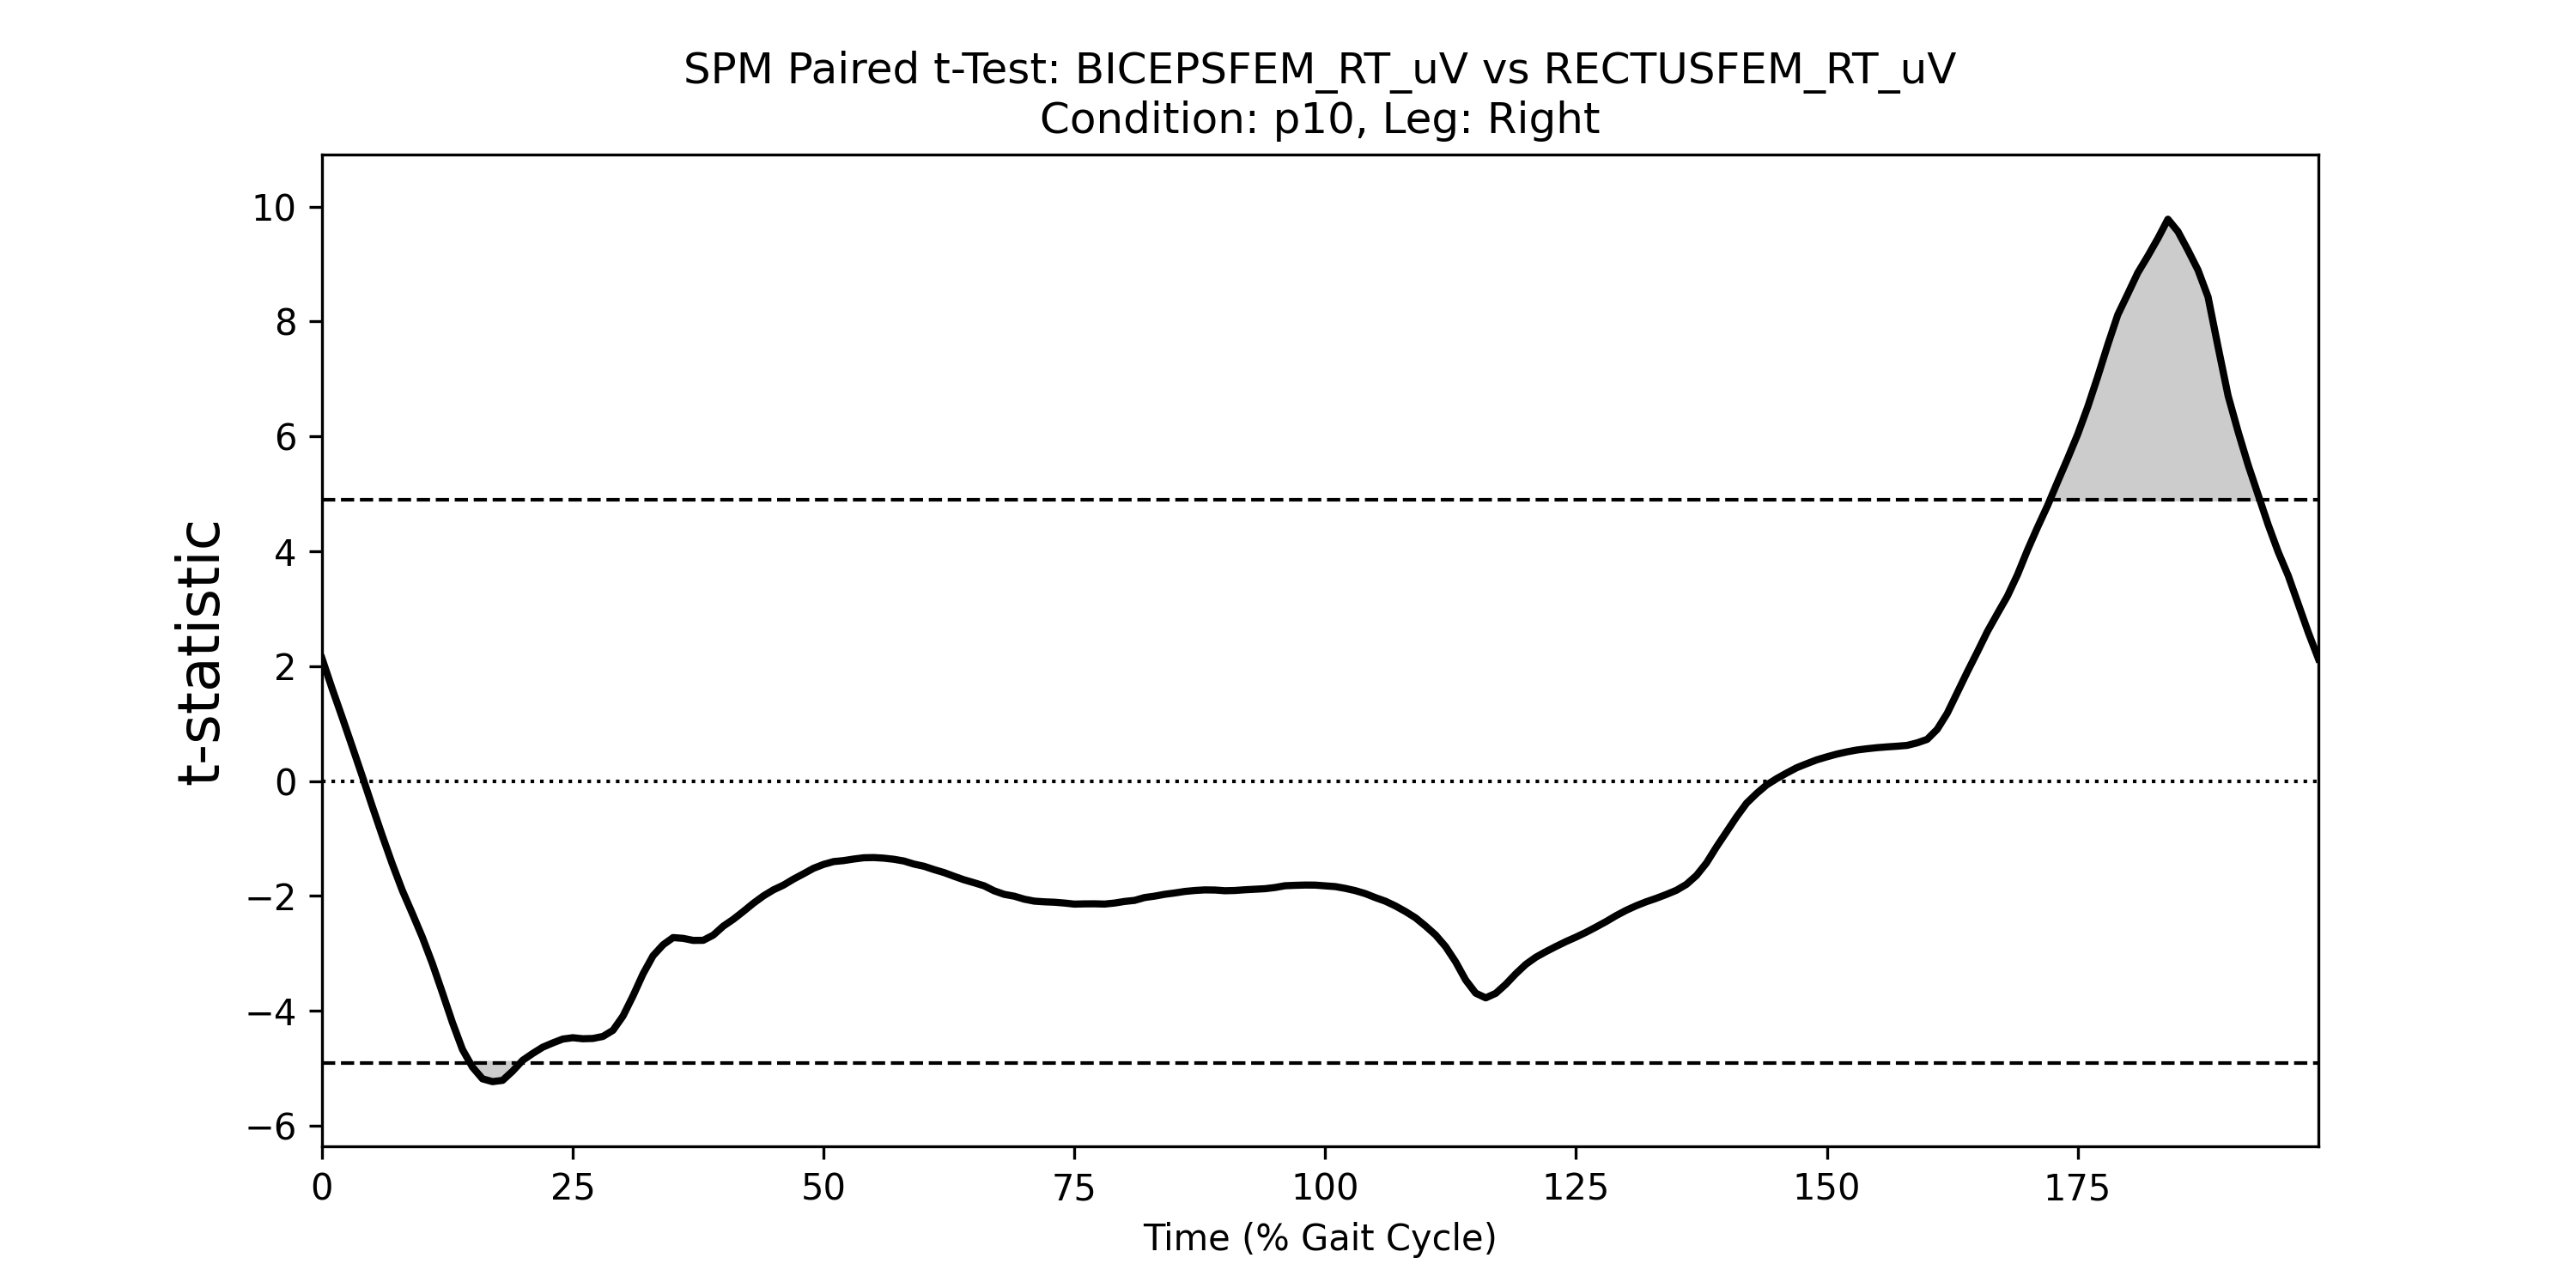 SPM Paired t-Test: BICEPSFEM_RT_uV vs RECTUSFEM_RT_uV
Condition: p10, Leg: Right
t-statistic
10
8
6
4
2
0
−2
−4
−6
0 25 50 75 100 125 150 175
Time (% Gait Cycle)